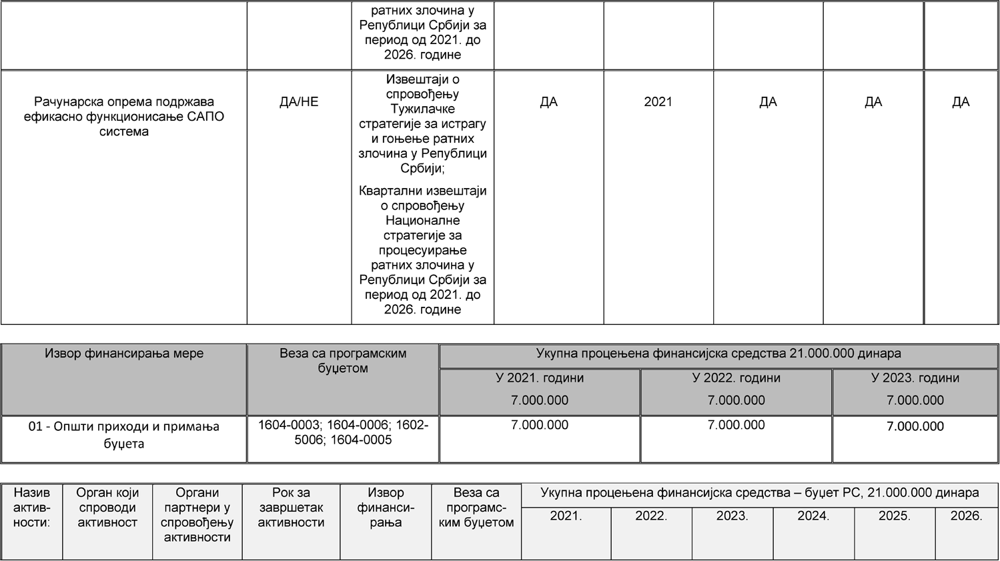 ратних злочина у
Републици Србији за
период од 2021. до
2026. године
Рачунарска опрема подржава
ефикасно функционисање САПО
система
ДА/НЕ
Извештаји о
спровођењу
Тужилачке
стратегије за истрагу
и гоњење ратних
злочина у Републици
Србији;
Квартални извештаји
о спровођењу
Националне
стратегије за
процесуирање
ратних злочина у
Републици Србији за
период од 2021. до
2026. године
ДА
2021
ДА
ДА
ДА
Извор финансирања мере
Веза са програмским
буџетом
Укупна процењена финансијска средства 21.000.000 динара
У 2021. години
7.000.000
У 2022. години
7.000.000
У 2023. години
7.000.000
01 - Општи приходи и примања
буџета
1604-0003; 1604-0006; 1602-
5006; 1604-0005
7.000.000
7.000.000
7.000.000
Назив
актив-
ности:
Орган који
спроводи
активност
Органи
партнери у
спровођењу
активности
Рок за
завршетак
активности
Извор
финанси-
рања
Веза са
програмс-
ким буџетом
Укупна процењена финансијска средства – буџет РС, 21.000.000 динара
2021.
2022.
2023.
2024.
2025.
2026.